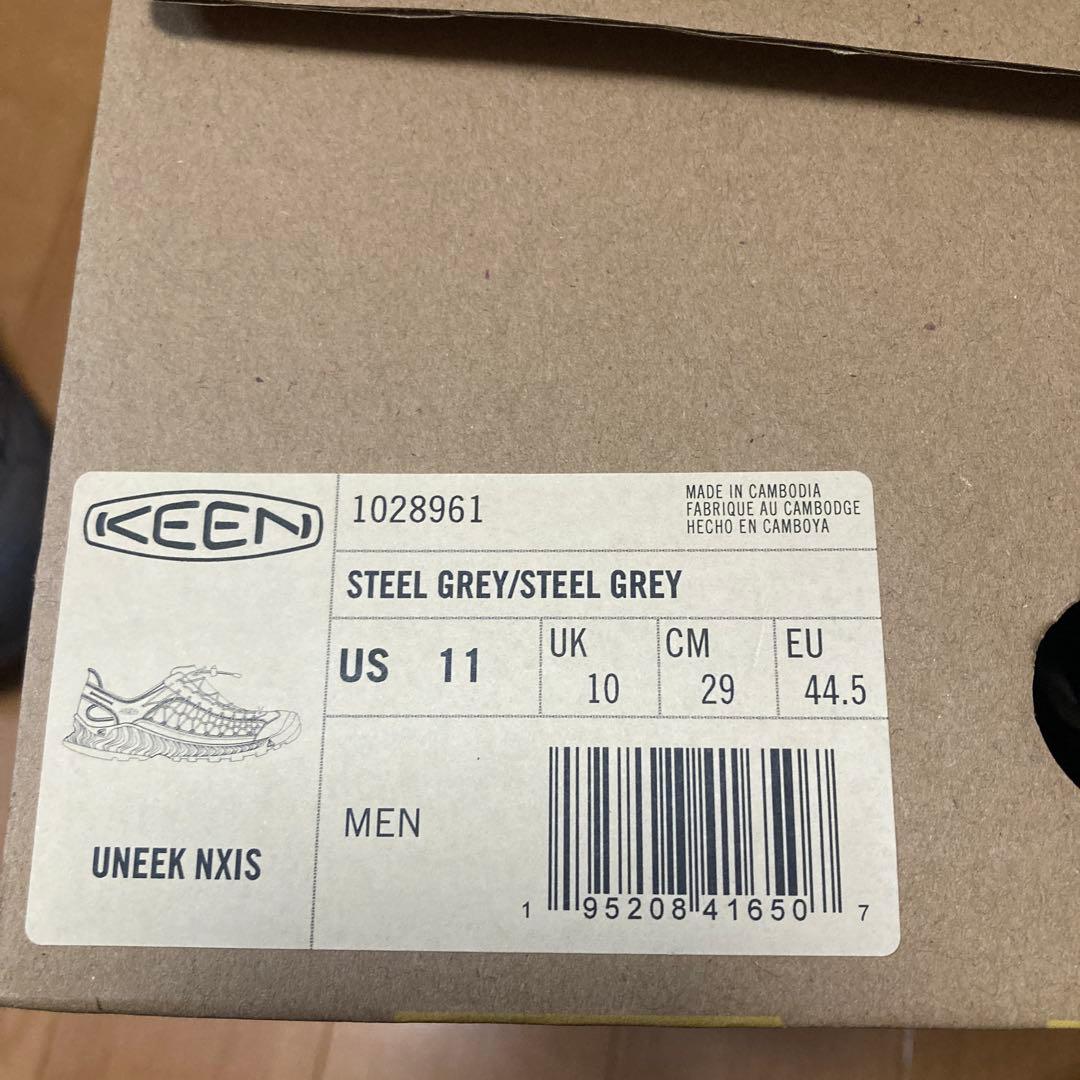 KEEN
1028961
MADE IN CAMBODIA
FABRIQUE AU CAMBODGE
HECHO EN CAMBOYA
STEEL GREY/STEEL GREY
US 11
UK 10
CM 29
EU 44.5
MEN
UNEEK NXIS
1 95208 41650 7